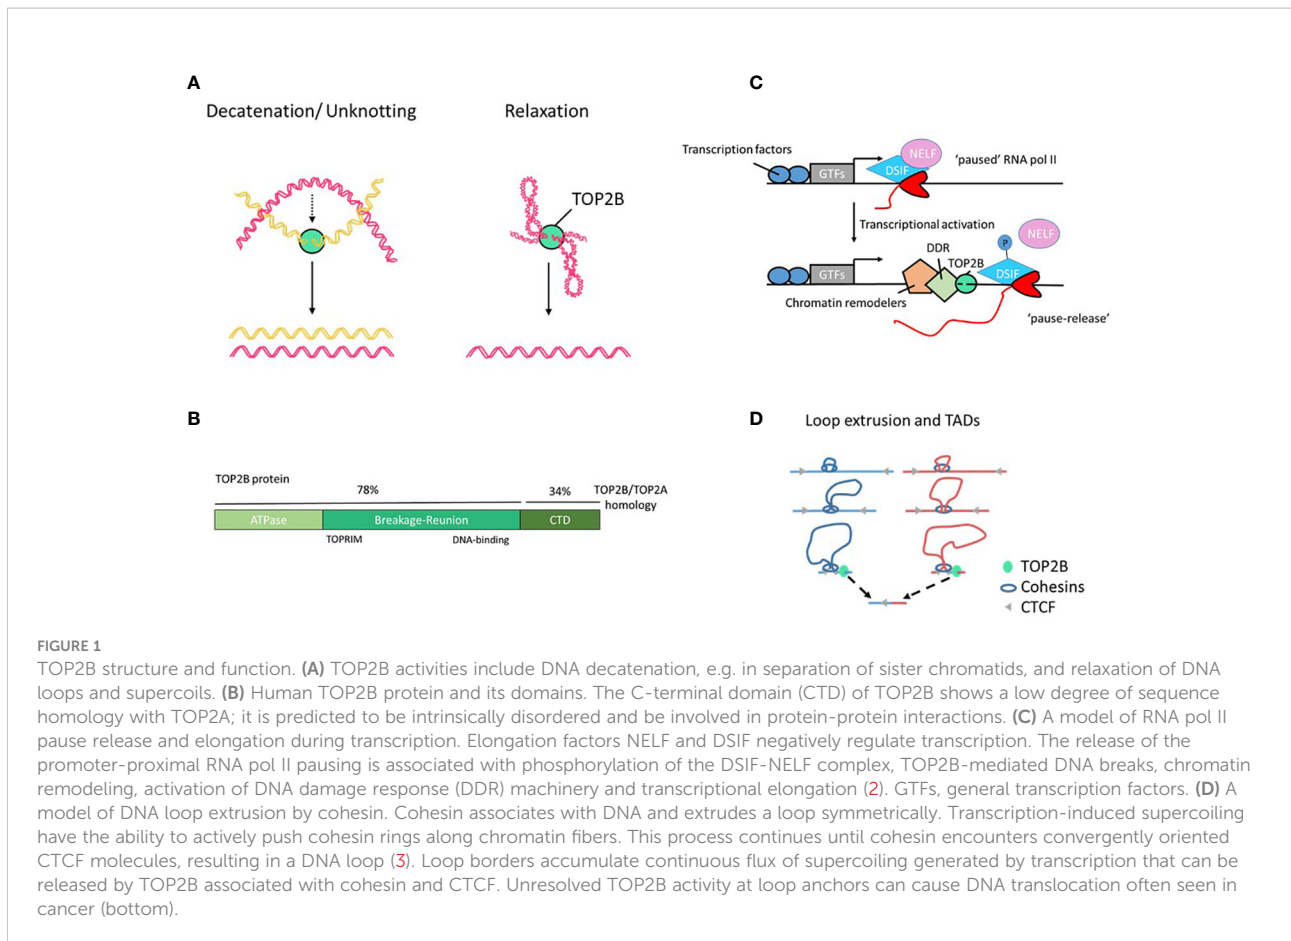 A
Decatenation/ Unknotting
Relaxation
TOP2B
B
TOP2B protein
78%
34%
TOP2B/TOP2A
homology
ATPase
Breakage-Reunion
CTD
TOPRIM
DNA-binding
C
Transcription factors
GTFs
DSIF
NELF
'paused' RNA pol II
Transcriptional activation
GTFs
DDR
TOP2B
P
DSIF
NELF
Chromatin remodelers
'pause-release'
D
Loop extrusion and TADs
TOP2B
Cohesins
CTCF
FIGURE 1
TOP2B structure and function. (A) TOP2B activities include DNA decatenation, e.g. in separation of sister chromatids, and relaxation of DNA
loops and supercoils. (B) Human TOP2B protein and its domains. The C-terminal domain (CTD) of TOP2B shows a low degree of sequence
homology with TOP2A; it is predicted to be intrinsically disordered and be involved in protein-protein interactions. (C) A model of RNA pol II
pause release and elongation during transcription. Elongation factors NELF and DSIF negatively regulate transcription. The release of the
promoter-proximal RNA pol II pausing is associated with phosphorylation of the DSIF-NELF complex, TOP2B-mediated DNA breaks, chromatin
remodeling, activation of DNA damage response (DDR) machinery and transcriptional elongation (2). GTFs, general transcription factors. (D) A
model of DNA loop extrusion by cohesin. Cohesin associates with DNA and extrudes a loop symmetrically. Transcription-induced supercoiling
have the ability to actively push cohesin rings along chromatin fibers. This process continues until cohesin encounters convergently oriented
CTCF molecules, resulting in a DNA loop (3). Loop borders accumulate continuous flux of supercoiling generated by transcription that can be
released by TOP2B associated with cohesin and CTCF. Unresolved TOP2B activity at loop anchors can cause DNA translocation often seen in
cancer (bottom).